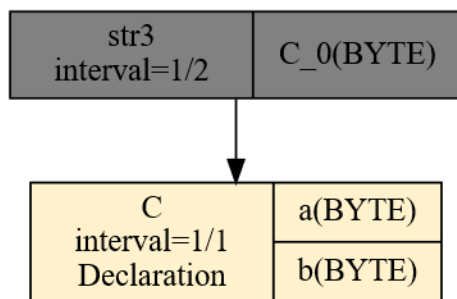 str3
interval=1/2
C_0(BYTE)
C
interval=1/1
Declaration
a(BYTE)
b(BYTE)